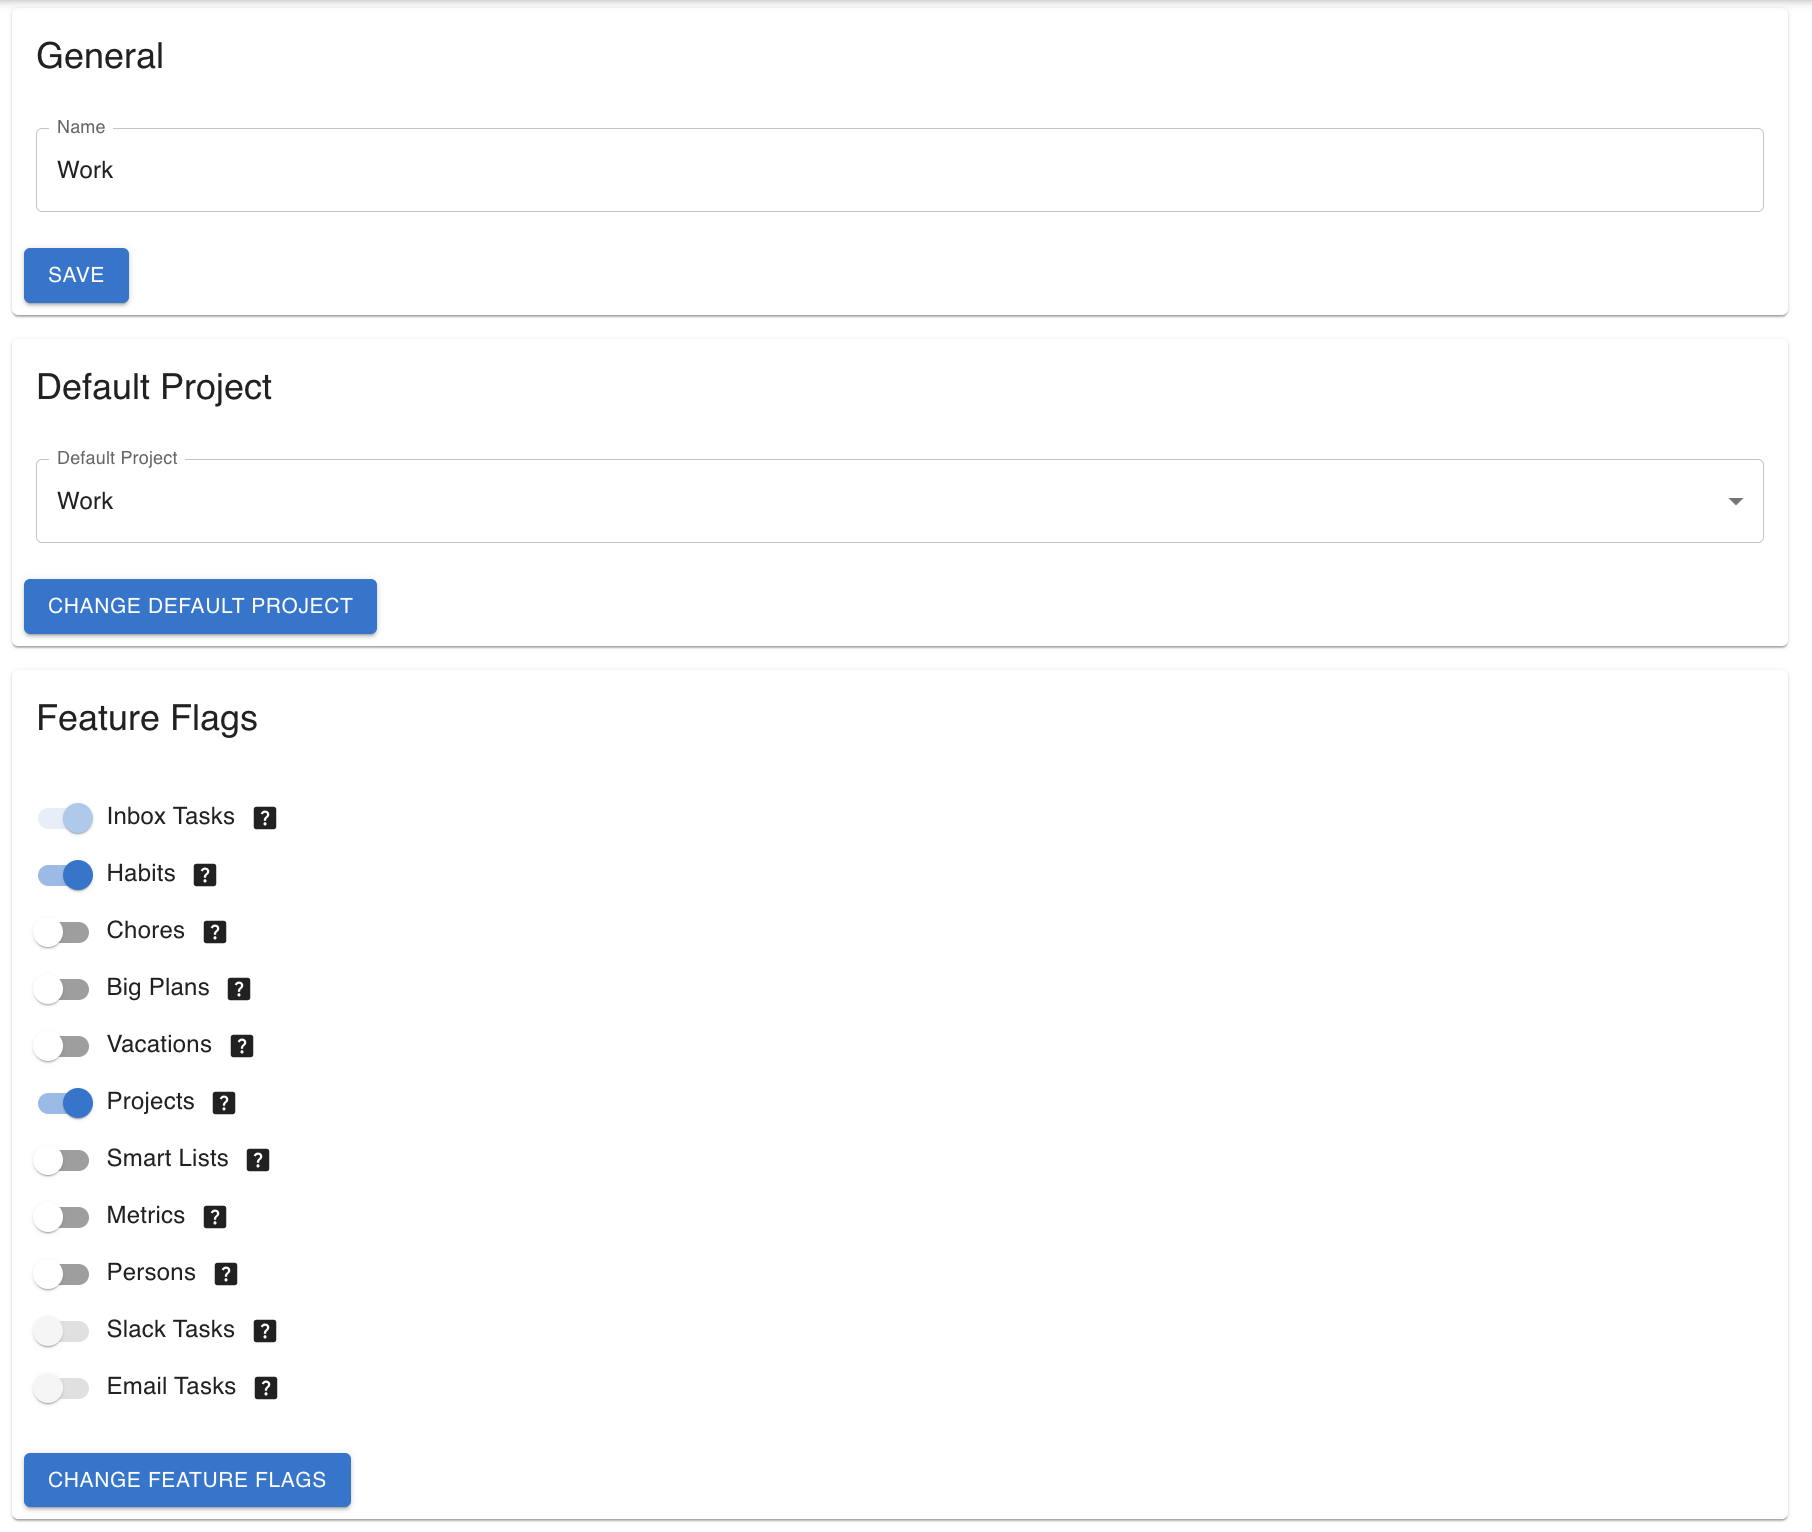 General
Name
Work
SAVE
Default Project
Default Project
Work
CHANGE DEFAULT PROJECT
Feature Flags
Inbox Tasks ?
Habits ?
Chores ?
Big Plans ?
Vacations ?
Projects ?
Smart Lists ?
Metrics ?
Persons ?
Slack Tasks ?
Email Tasks ?
CHANGE FEATURE FLAGS